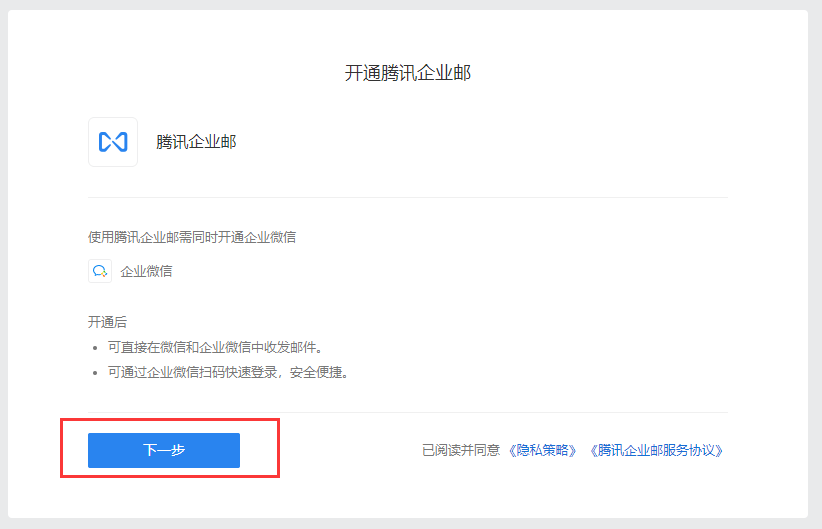 开通腾讯企业邮
腾讯企业邮
使用腾讯企业邮需同时开通企业微信
企业微信
开通后
• 可直接在微信和企业微信中收发邮件。
• 可通过企业微信扫码快速登录，安全便捷。
下一步
已阅读并同意 《隐私策略》 《腾讯企业邮服务协议》